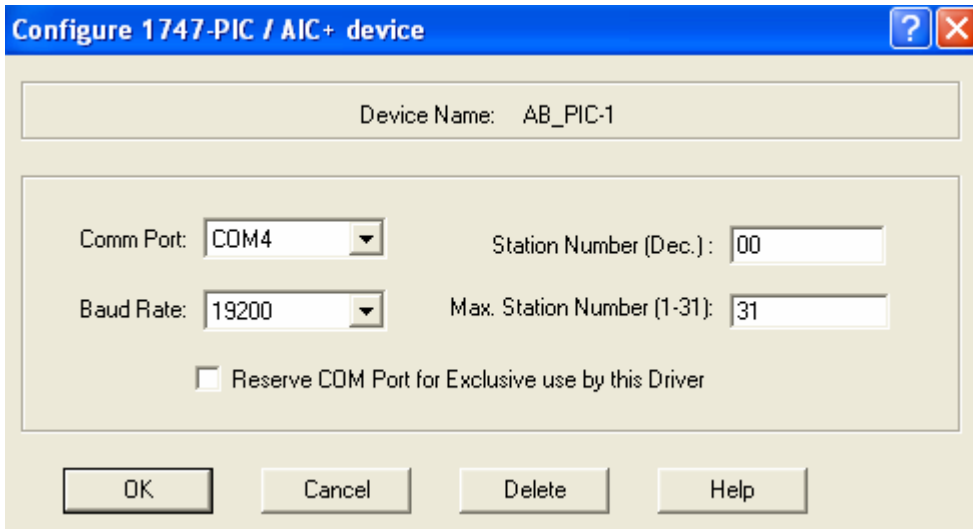 Configure 1747-PIC / AIC+ device
Device Name: AB_PIC-1
Comm Port: COM4
Station Number (Dec.) : 00
Baud Rate: 19200
Max. Station Number (1-31): 31
Reserve COM Port for Exclusive use by this Driver
OK Cancel Delete Help